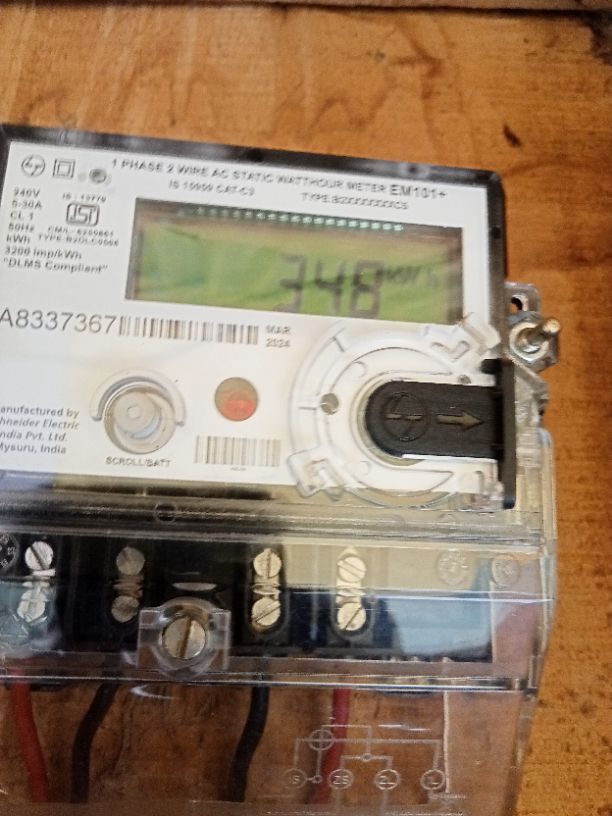 1 PHASE 2 WIRE AC STATIC WATTHOUR METER EM101+
IS 15959 CAT-C3
240V
5-30A
CL 1
50Hz
kWh
3200 imp/kWh
"DLMS Compliant"
IS : 13779
348 kWh
A8337367
MAR
2024
anufactured by
hneider Electric
ndia Pvt. Ltd.
Mysuru, India
SCROLL/BATT